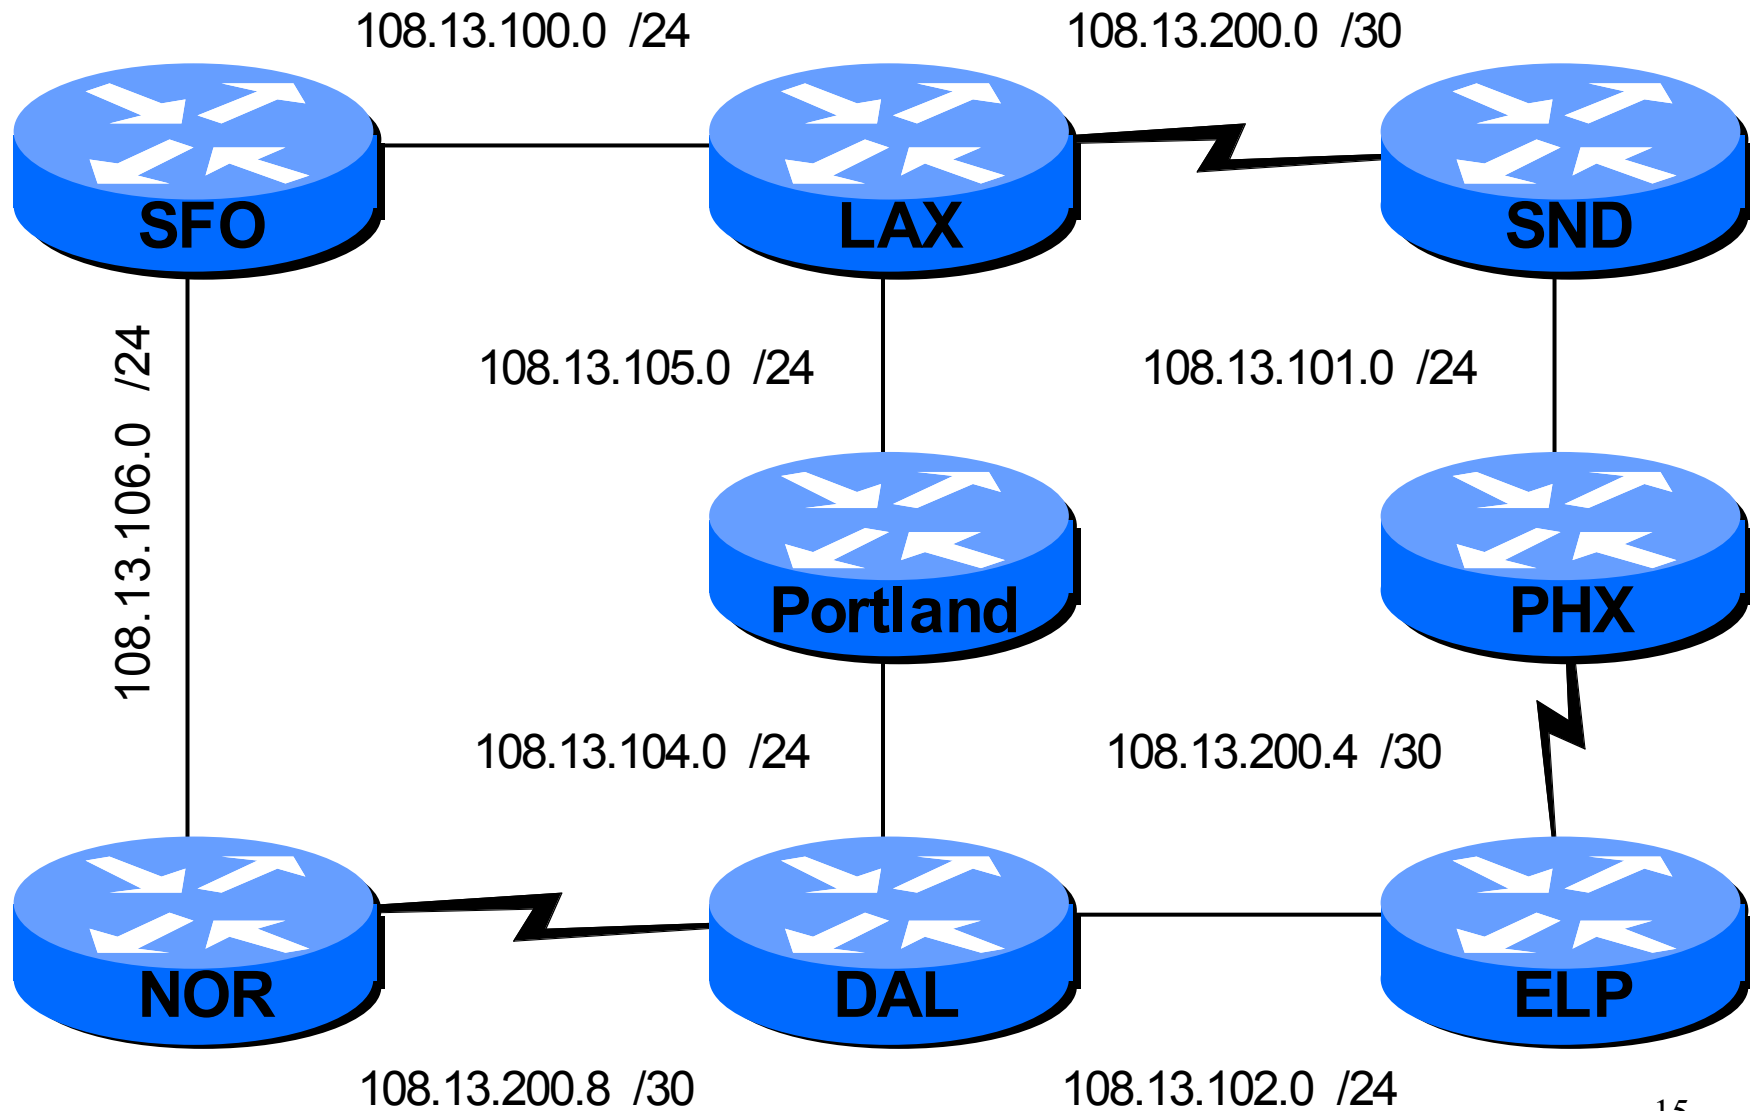 108.13.100.0 /24
108.13.200.0 /30
SFO
LAX
SND
108.13.106.0 /24
108.13.105.0 /24
108.13.101.0 /24
Portland
PHX
108.13.104.0 /24
108.13.200.4 /30
NOR
DAL
ELP
108.13.200.8 /30
108.13.102.0 /24
15